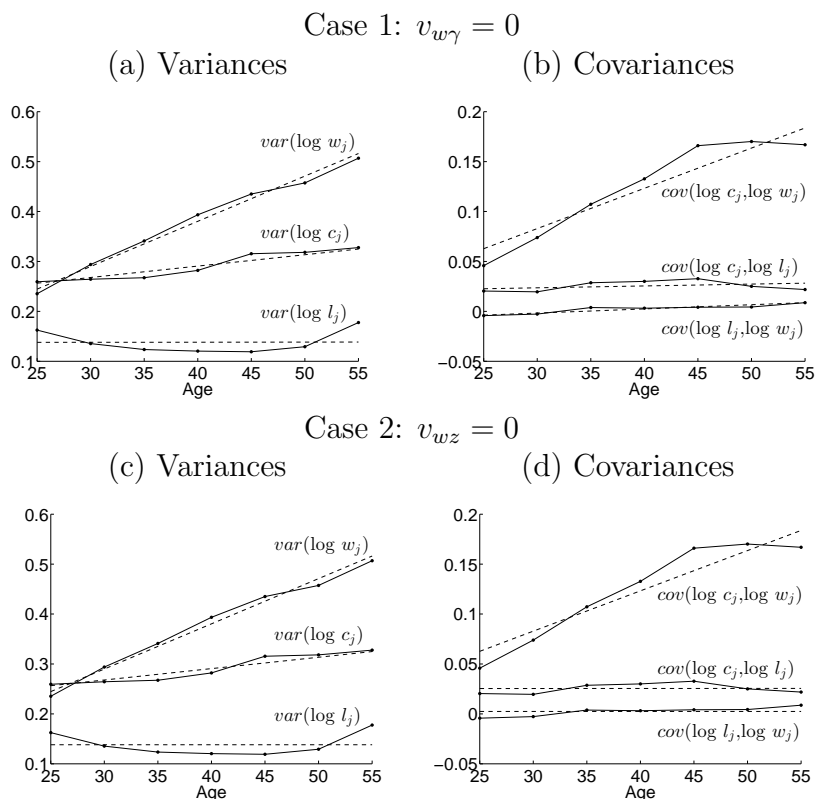 Case 1: v_{wγ} = 0
(a) Variances
(b) Covariances
0.6
0.5
0.4
0.3
0.2
0.1
25 30 35 40 45 50 55
Age
var(log w_j)
var(log c_j)
var(log l_j)
0.2
0.15
0.1
0.05
0
−0.05
25 30 35 40 45 50 55
Age
cov(log c_j,log w_j)
cov(log c_j,log l_j)
cov(log l_j,log w_j)
Case 2: v_{wz} = 0
(c) Variances
(d) Covariances
0.6
0.5
0.4
0.3
0.2
0.1
25 30 35 40 45 50 55
Age
var(log w_j)
var(log c_j)
var(log l_j)
0.2
0.15
0.1
0.05
0
−0.05
25 30 35 40 45 50 55
Age
cov(log c_j,log w_j)
cov(log c_j,log l_j)
cov(log l_j,log w_j)